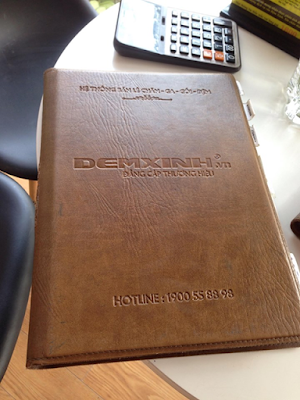 HỆ THỐNG BÁN LẺ CHĂN - GA - GỐI - ĐỆM
DEMXINH.vn
ĐẲNG CẤP THƯƠNG HIỆU
HOTLINE : 1900 55 88 98